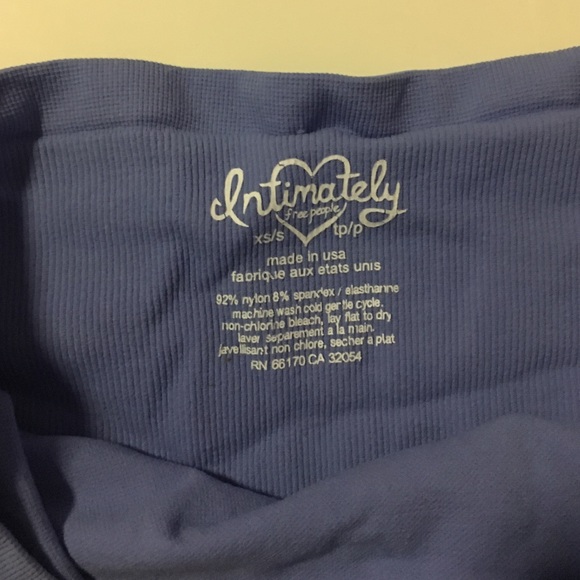 Intimately
free people
xs/s tp/p
made in usa
fabrique aux etats unis
92% nylon 8% spandex / elasthanne
machine wash cold gentle cycle.
non-chlorine bleach, lay flat to dry
laver separement a la main.
javellisant non chlore, secher a plat
RN 66170 CA 32054